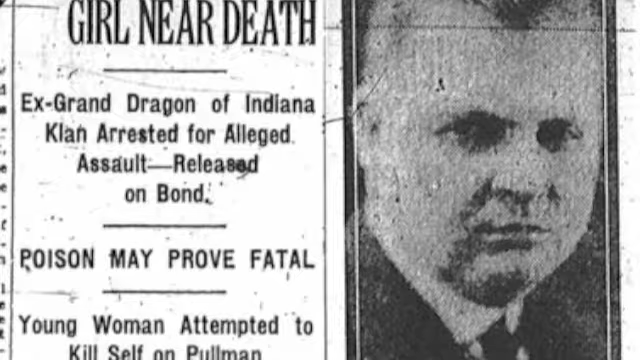 GIRL NEAR DEATH
Ex-Grand Dragon of Indiana
Klan Arrested for Alleged
Assault—Released
on Bond.
POISON MAY PROVE FATAL
Young Woman Attempted to
Kill Self on Pullman